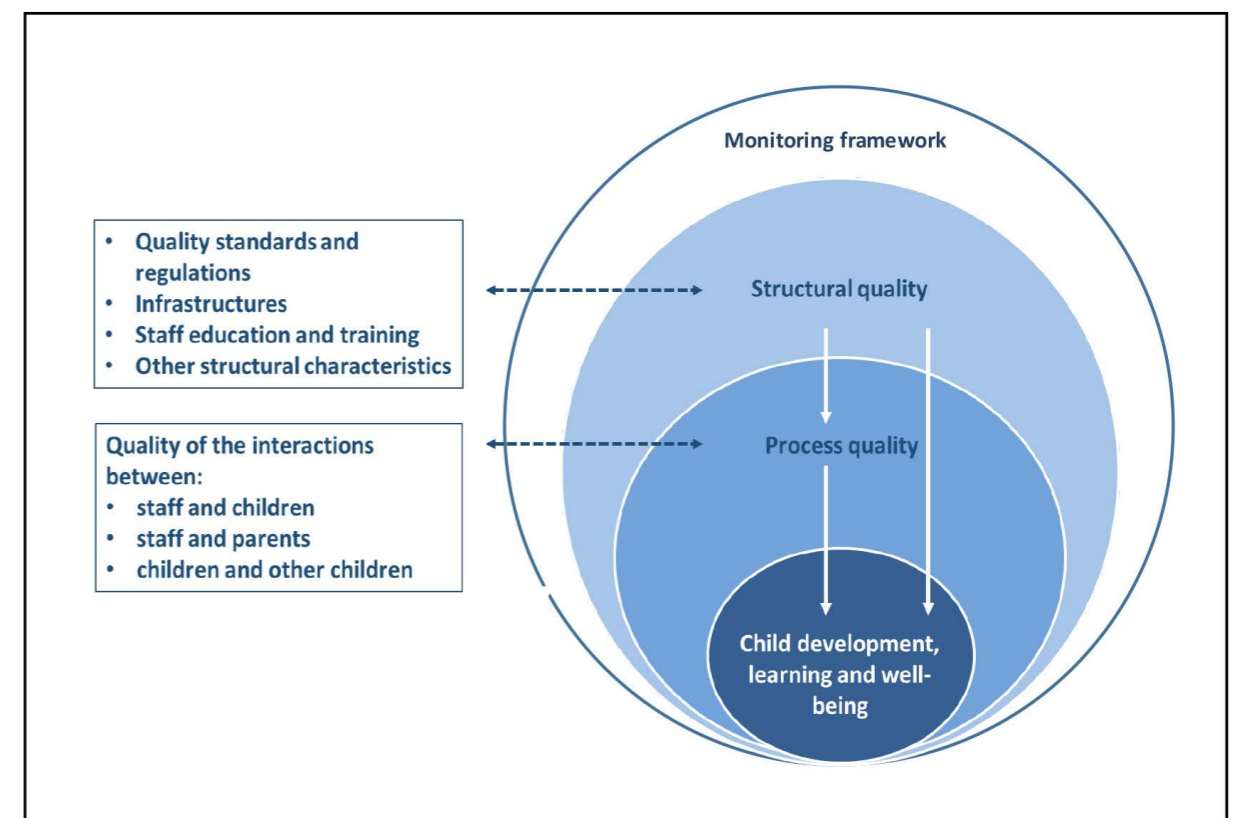 Monitoring framework
• Quality standards and
regulations
• Infrastructures
• Staff education and training
• Other structural characteristics
Structural quality
Quality of the interactions
between:
• staff and children
• staff and parents
• children and other children
Process quality
Child development,
learning and well-
being